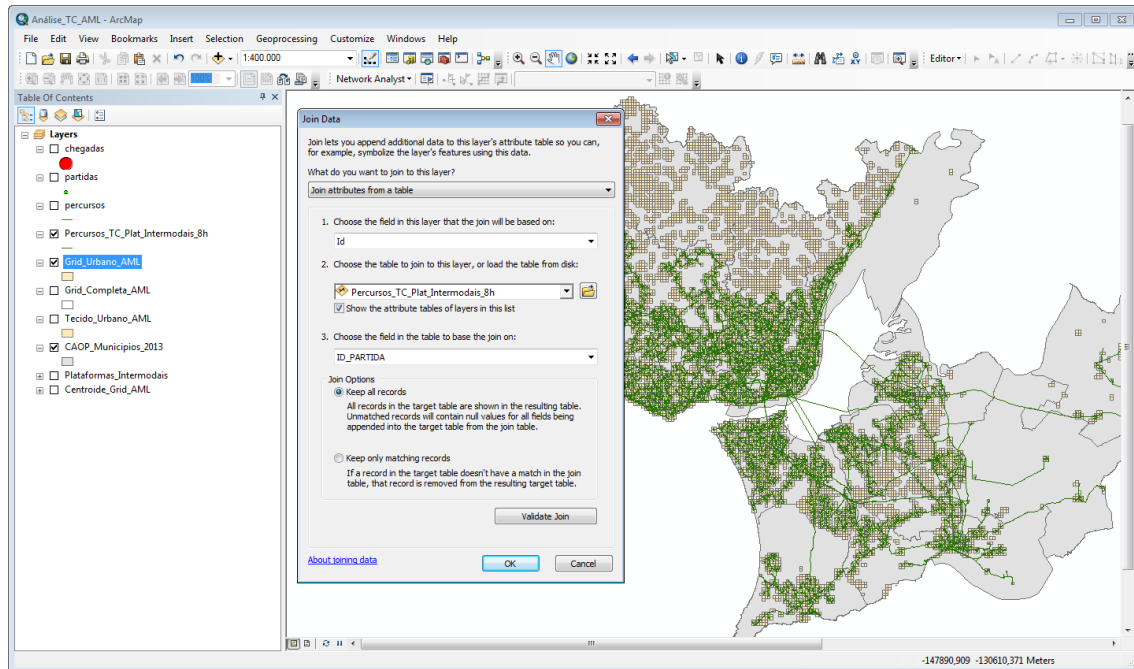 Análise_TC_AML - ArcMap
File Edit View Bookmarks Insert Selection Geoprocessing Customize Windows Help
1:400.000
Editor
100%
Network Analyst
Table Of Contents
Layers
chegadas
partidas
percursos
Percursos_TC_Plat_Intermodais_8h
Grid_Urbano_AML
Grid_Completa_AML
Tecido_Urbano_AML
CAOP_Municipios_2013
Plataformas_Intermodais
Centroide_Grid_AML
Join Data
Join lets you append additional data to this layer's attribute table so you can,
for example, symbolize the layer's features using this data.
What do you want to join to this layer?
Join attributes from a table
1. Choose the field in this layer that the join will be based on:
Id
2. Choose the table to join to this layer, or load the table from disk:
Percursos_TC_Plat_Intermodais_8h
Show the attribute tables of layers in this list
3. Choose the field in the table to base the join on:
ID_PARTIDA
Join Options
Keep all records
All records in the target table are shown in the resulting table.
Unmatched records will contain null values for all fields being
appended into the target table from the join table.
Keep only matching records
If a record in the target table doesn't have a match in the join
table, that record is removed from the resulting target table.
Validate Join
About joining data
OK
Cancel
-147890,909 -130610,371 Meters